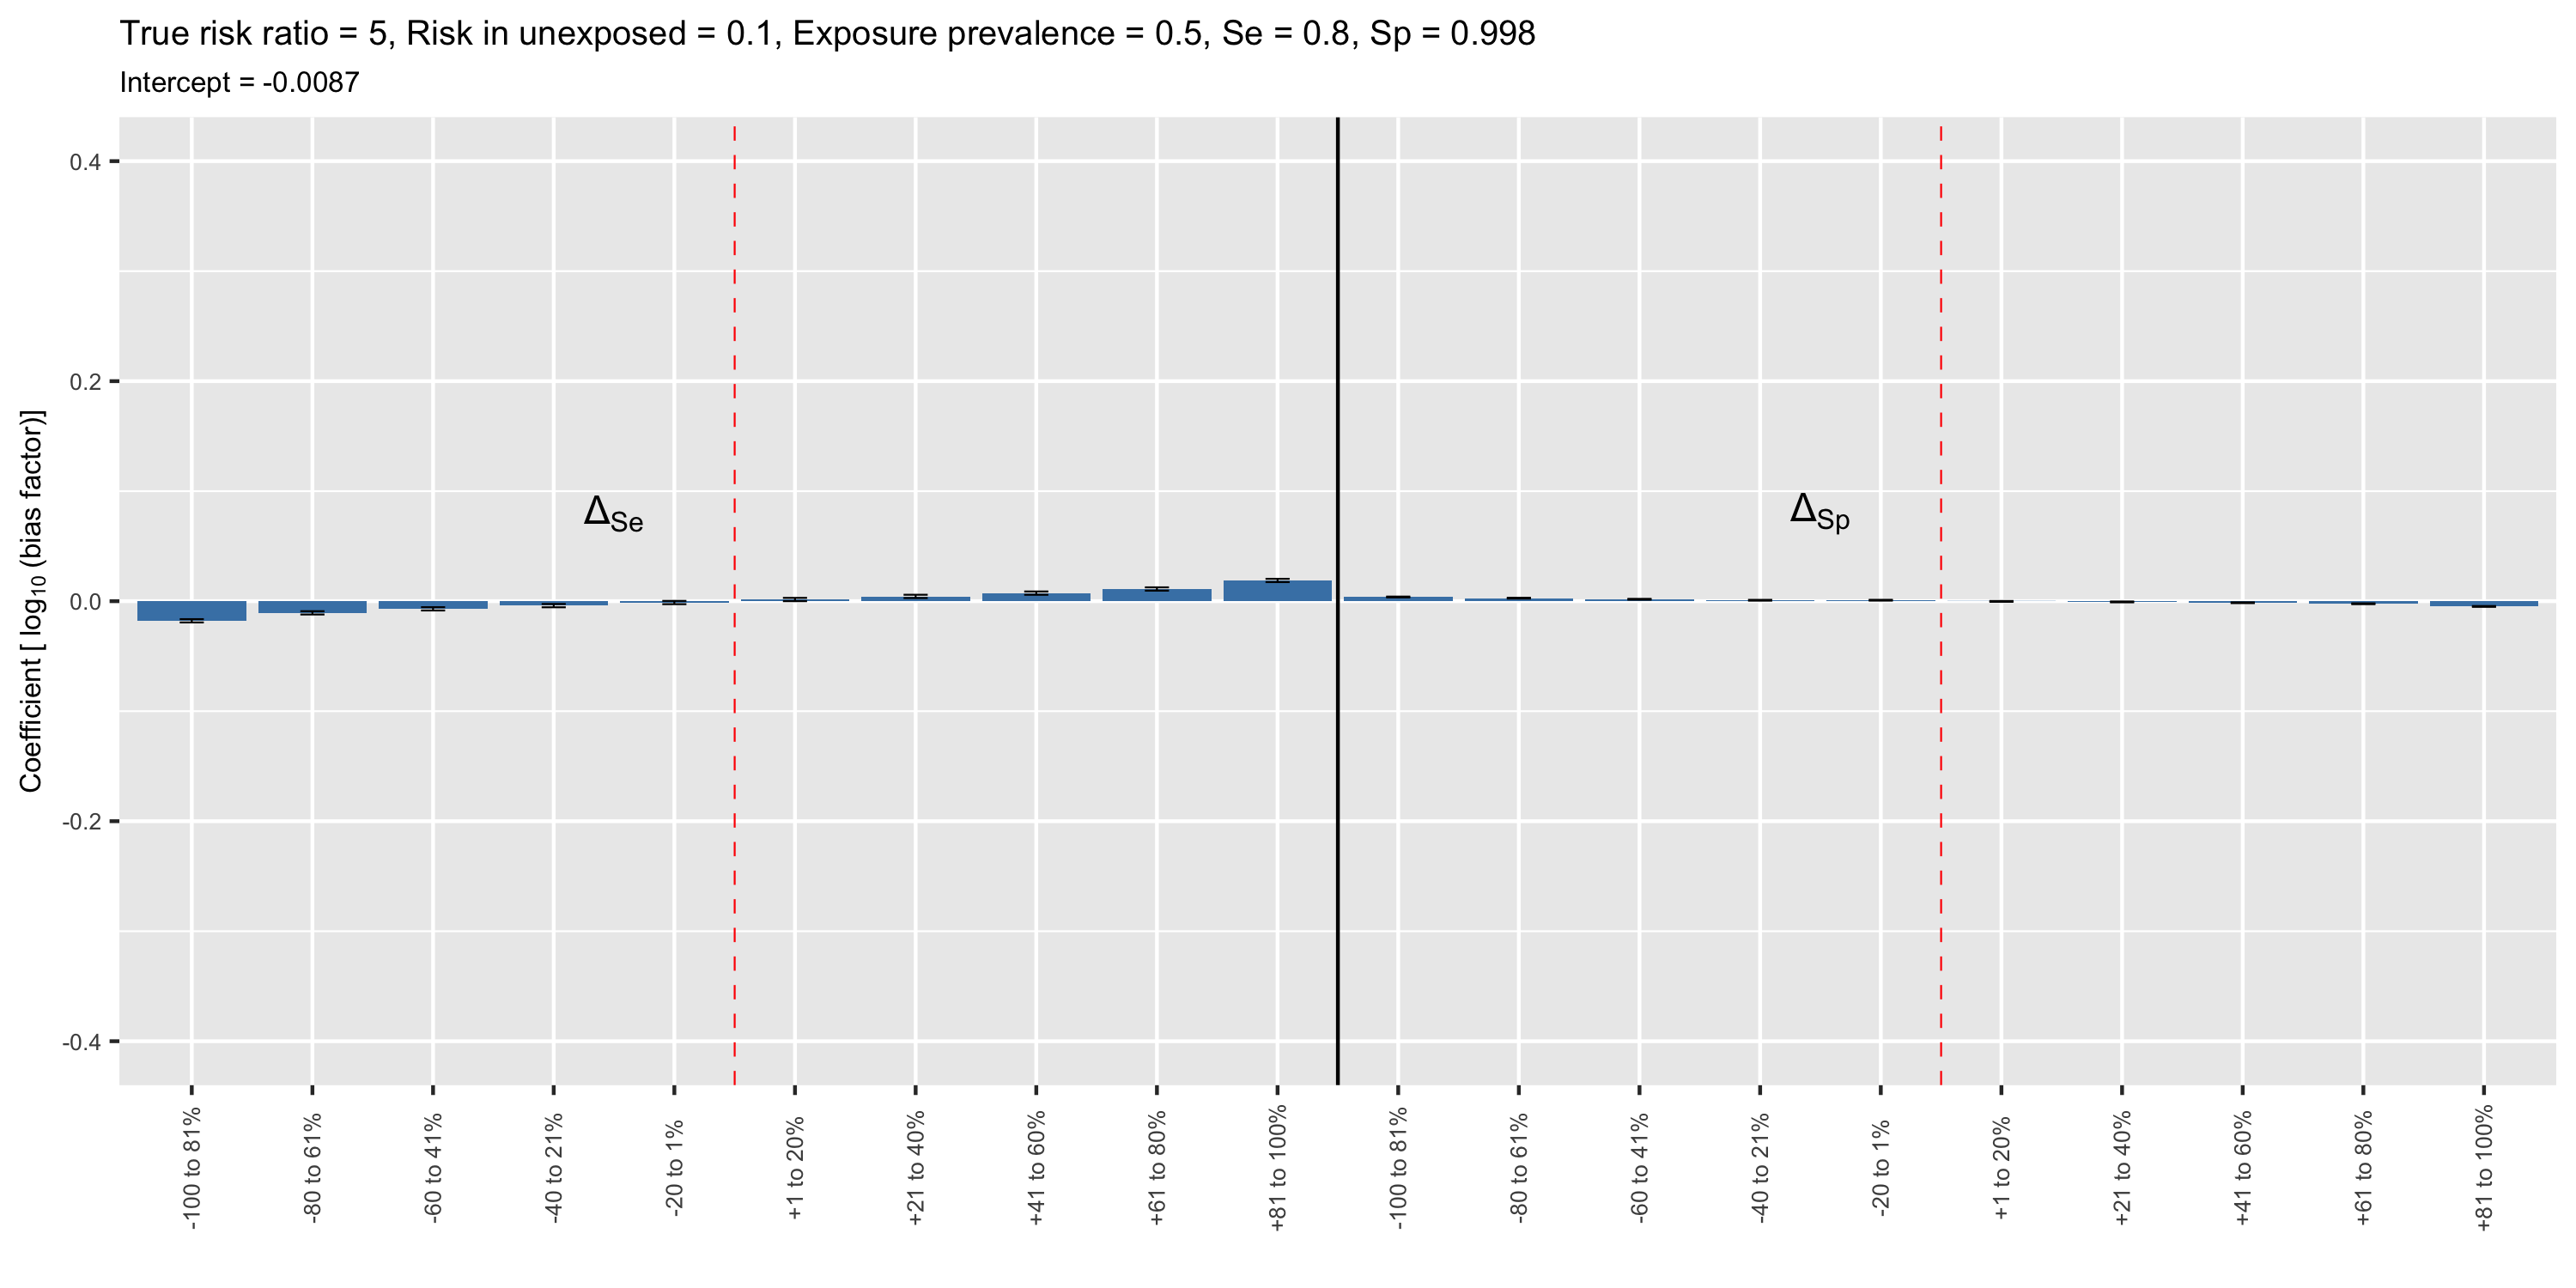 True risk ratio = 5, Risk in unexposed = 0.1, Exposure prevalence = 0.5, Se = 0.8, Sp = 0.998
Intercept = -0.0087
Coefficient [ log10 (bias factor)]
0.4
0.2
0.0
-0.2
-0.4
ΔSe
ΔSp
-100 to 81%
-80 to 61%
-60 to 41%
-40 to 21%
-20 to 1%
+1 to 20%
+21 to 40%
+41 to 60%
+61 to 80%
+81 to 100%
-100 to 81%
-80 to 61%
-60 to 41%
-40 to 21%
-20 to 1%
+1 to 20%
+21 to 40%
+41 to 60%
+61 to 80%
+81 to 100%